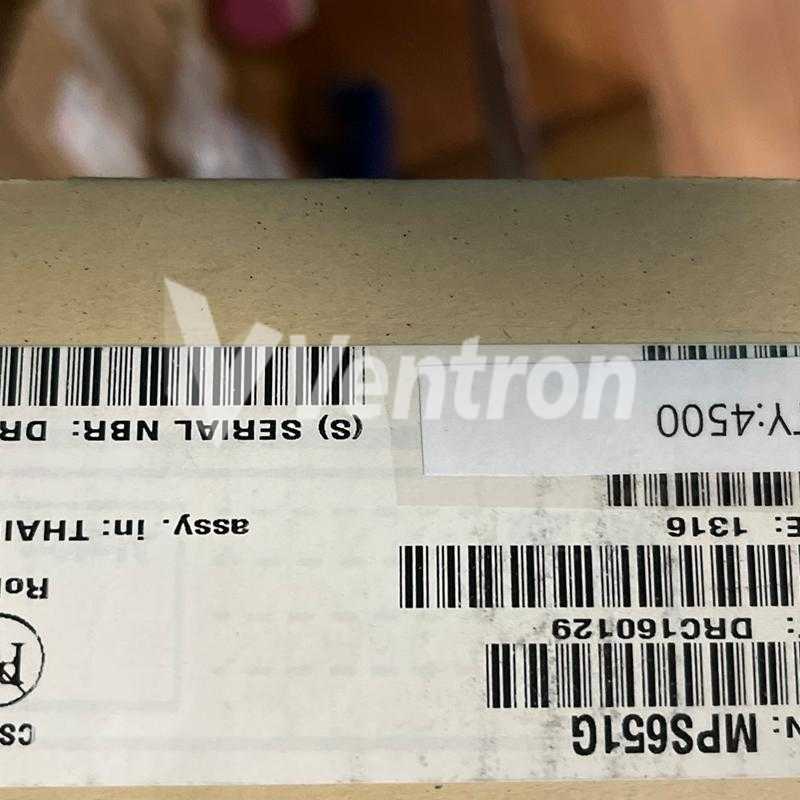 N: MPS651G
: DRC160129
E: 1316
TY:4500
assy. in: THAI
(S) SERIAL NBR: DR
Ventron